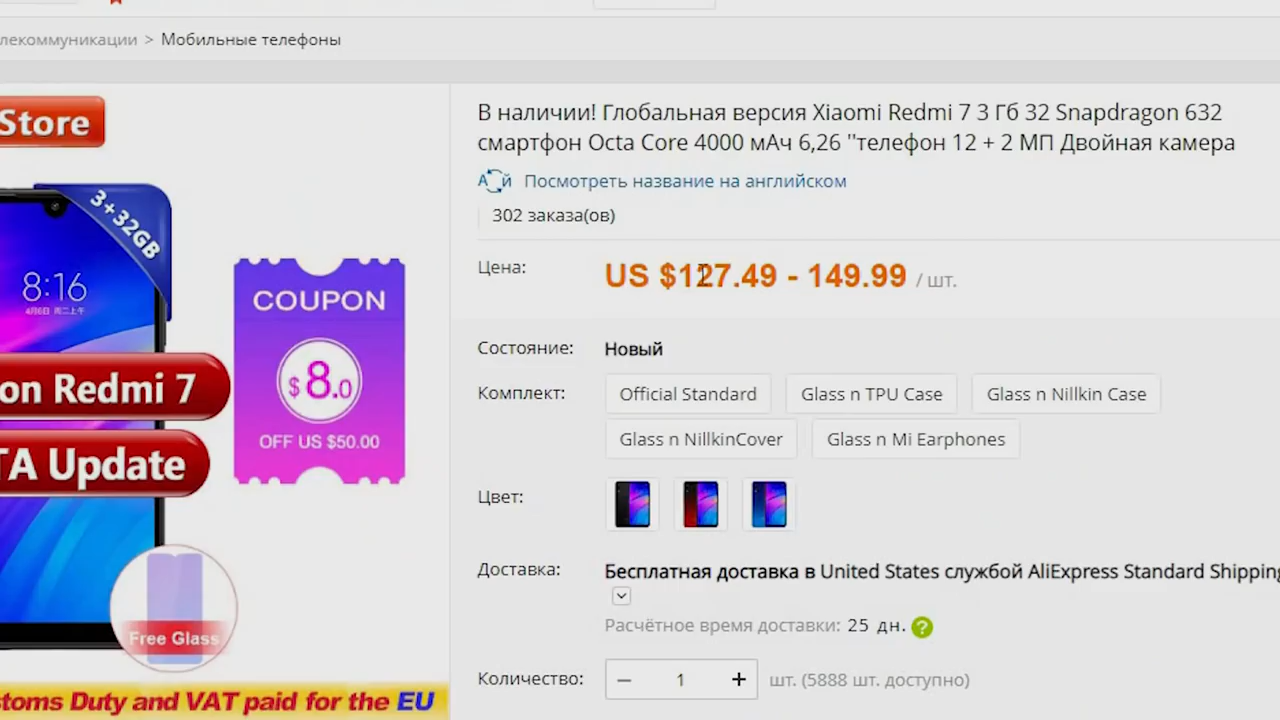 лекоммуникации > Мобильные телефоны
Store
3+32GB
8:16
COUPON
$8.0
OFF US $50.00
on Redmi 7
TA Update
Free Glass
stoms Duty and VAT paid for the EU
В наличии! Глобальная версия Xiaomi Redmi 7 3 Гб 32 Snapdragon 632
смартфон Octa Core 4000 мАч 6,26 ''телефон 12 + 2 МП Двойная камера
Посмотреть название на английском
302 заказа(ов)
Цена: US $127.49 - 149.99 / шт.
Состояние: Новый
Комплект: Official Standard Glass n TPU Case Glass n Nillkin Case
Glass n NillkinCover Glass n Mi Earphones
Цвет:
Доставка: Бесплатная доставка в United States службой AliExpress Standard Shipping
Расчётное время доставки: 25 дн. ?
Количество: − 1 + шт. (5888 шт. доступно)